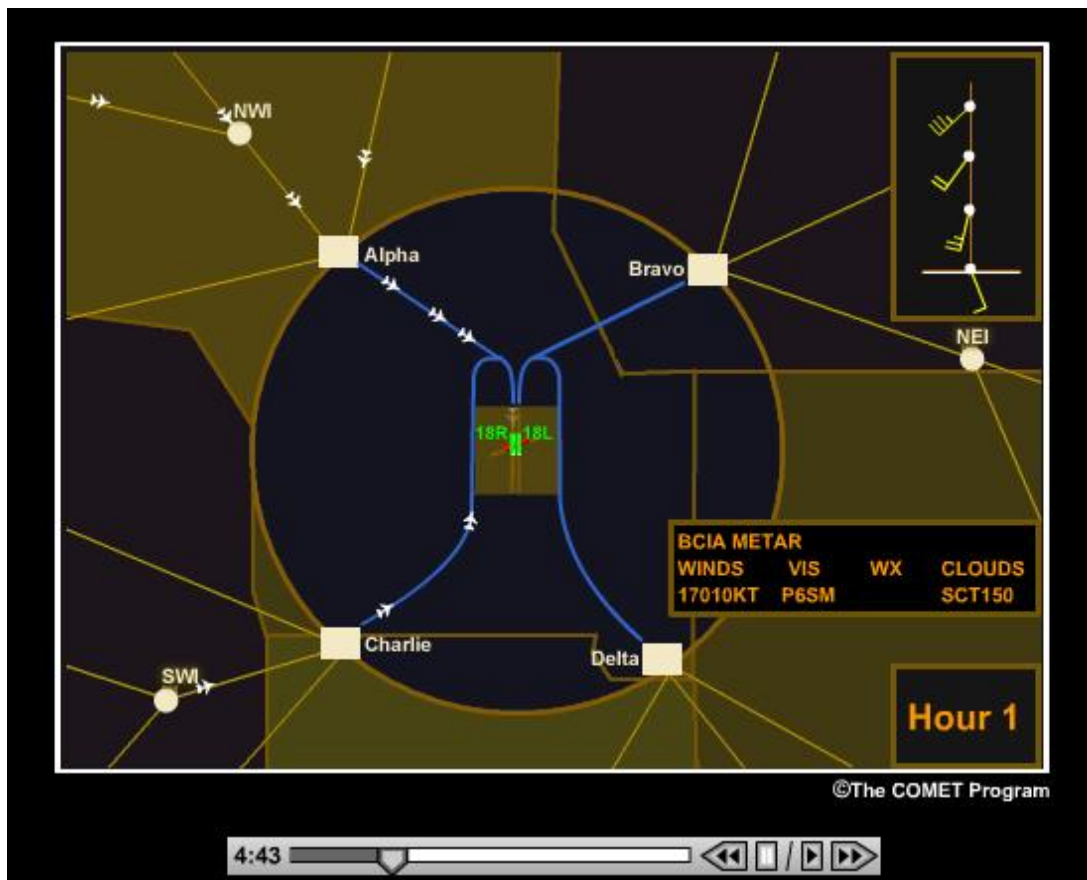 NWI
Alpha
Bravo
NEI
18R 18L
BCIA METAR
WINDS VIS WX CLOUDS
17010KT P6SM SCT150
Charlie
Delta
SWI
Hour 1
©The COMET Program
4:43